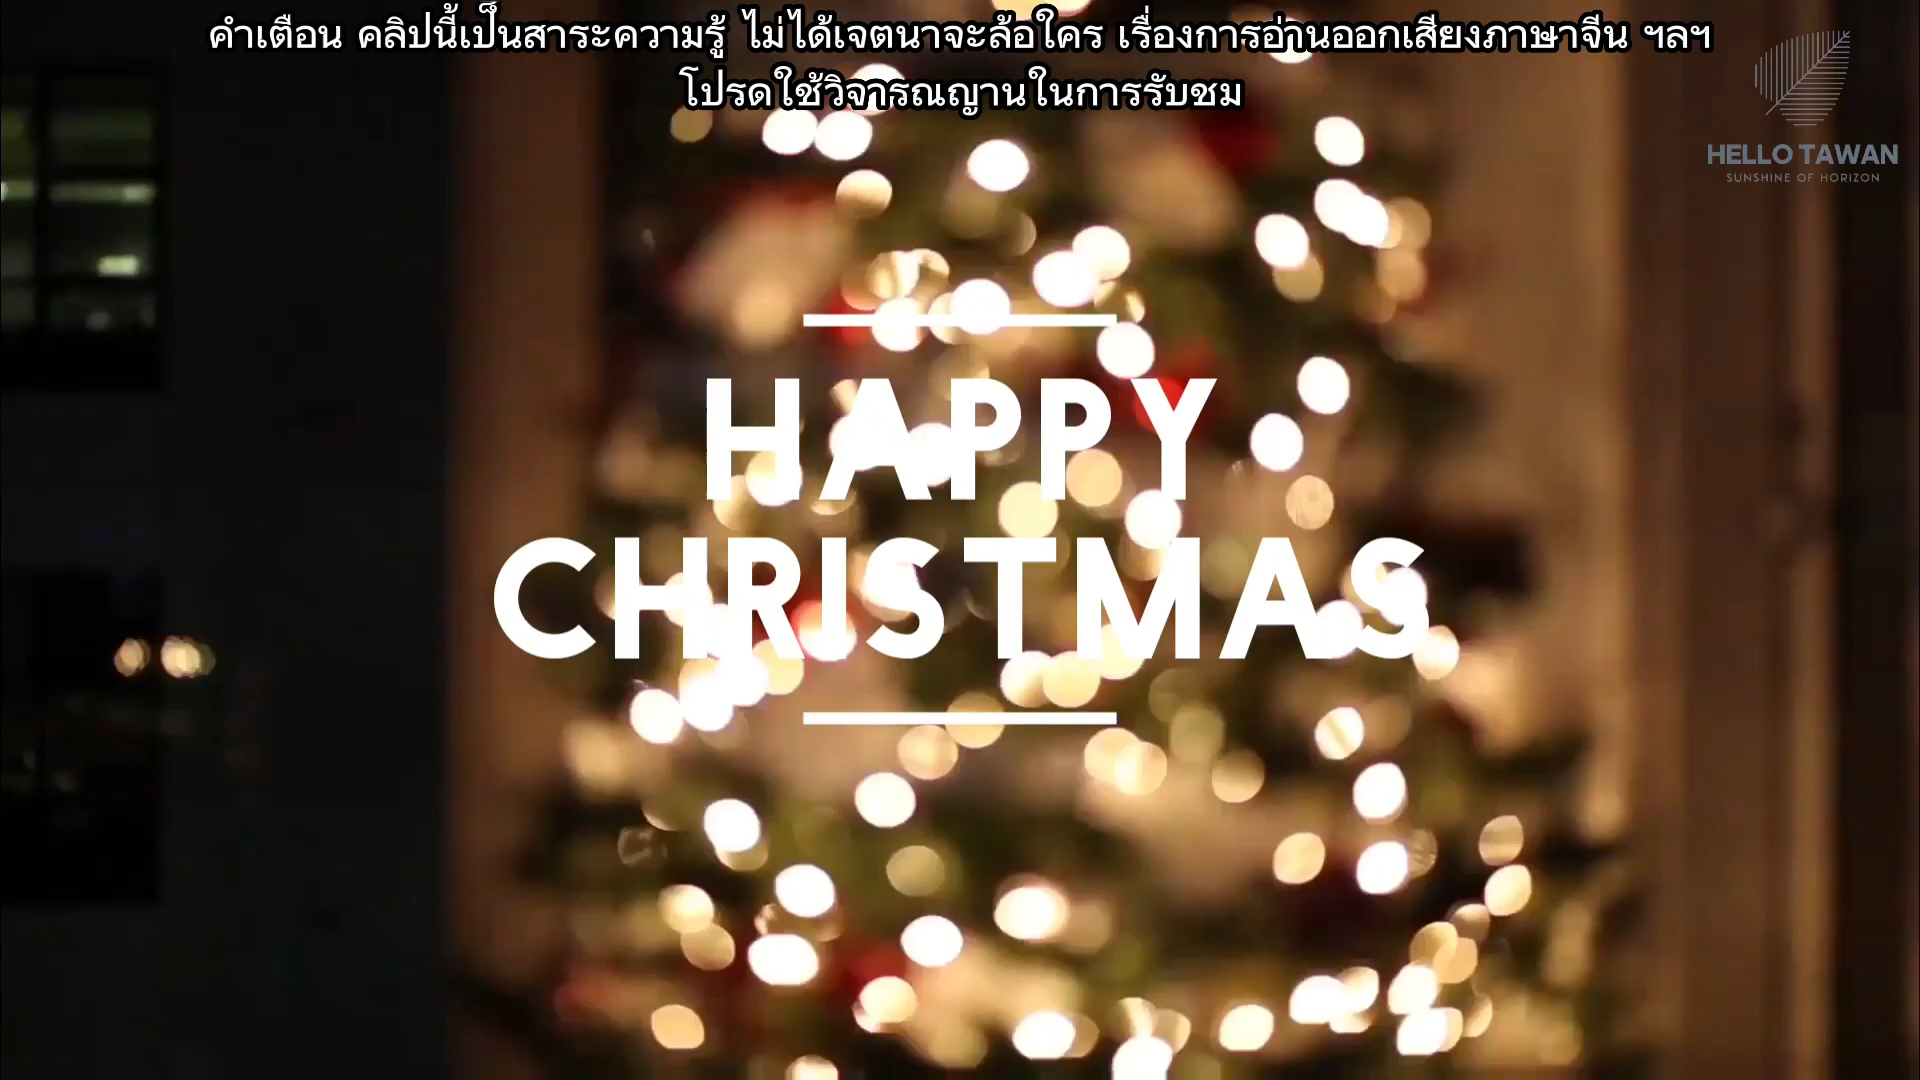 คำเตือน คลิปนี้เป็นสาระความรู้ ไม่ได้เจตนาจะล้อใคร เรื่องการอ่านออกเสียงภาษาจีน ฯลฯ
โปรดใช้วิจารณญานในการรับชม
HELLO TAWAN
SUNSHINE OF HORIZON
HAPPY
CHRISTMAS